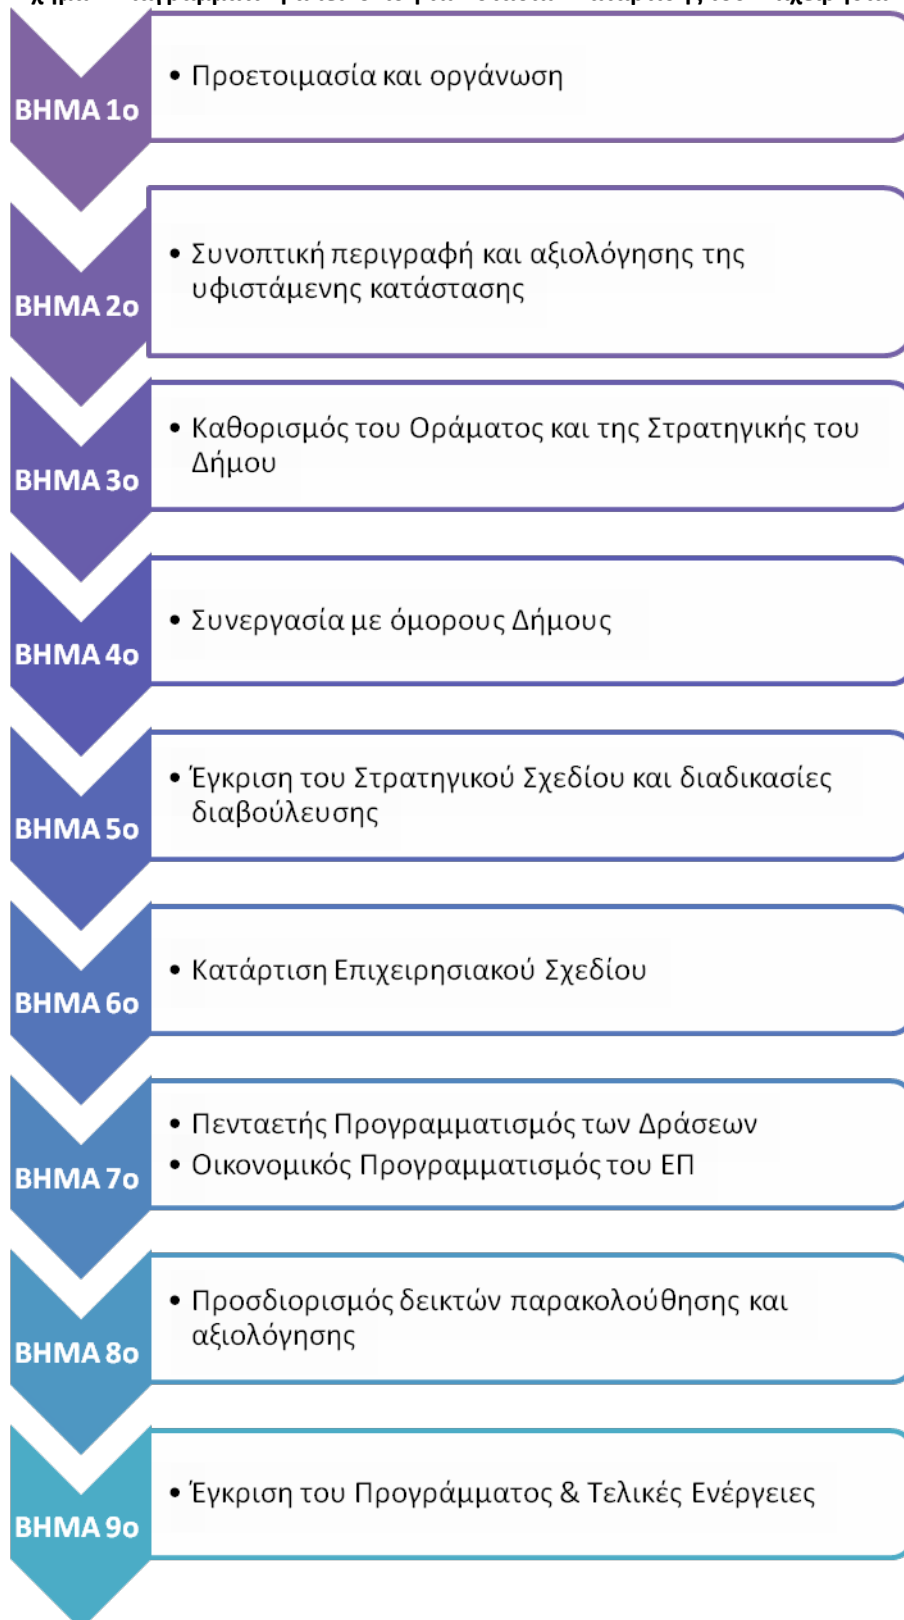 ΒΗΜΑ 1ο
• Προετοιμασία και οργάνωση
ΒΗΜΑ 2ο
• Συνοπτική περιγραφή και αξιολόγησης της
υφιστάμενης κατάστασης
ΒΗΜΑ 3ο
• Καθορισμός του Οράματος και της Στρατηγικής του
Δήμου
ΒΗΜΑ 4ο
• Συνεργασία με όμορους Δήμους
ΒΗΜΑ 5ο
• Έγκριση του Στρατηγικού Σχεδίου και διαδικασίες
διαβούλευσης
ΒΗΜΑ 6ο
• Κατάρτιση Επιχειρησιακού Σχεδίου
ΒΗΜΑ 7ο
• Πενταετής Προγραμματισμός των Δράσεων
• Οικονομικός Προγραμματισμός του ΕΠ
ΒΗΜΑ 8ο
• Προσδιορισμός δεικτών παρακολούθησης και
αξιολόγησης
ΒΗΜΑ 9ο
• Έγκριση του Προγράμματος & Τελικές Ενέργειες